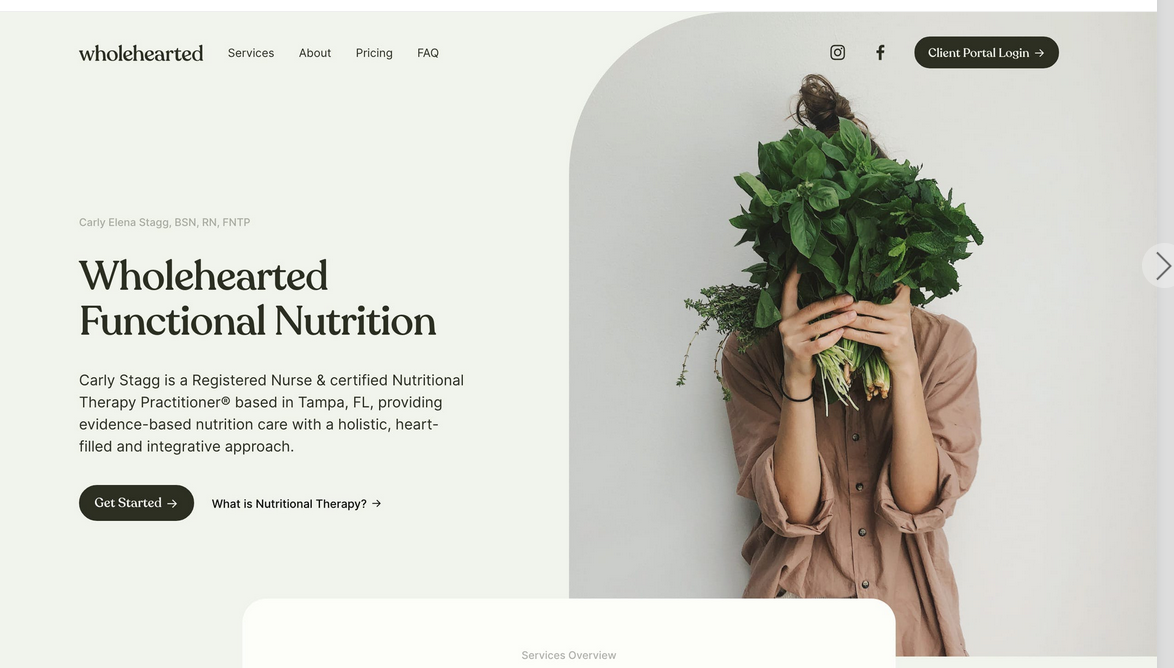 wholehearted
Services
About
Pricing
FAQ
Client Portal Login →
Carly Elena Stagg, BSN, RN, FNTP
Wholehearted
Functional Nutrition
Carly Stagg is a Registered Nurse & certified Nutritional
Therapy Practitioner® based in Tampa, FL, providing
evidence-based nutrition care with a holistic, heart-
filled and integrative approach.
Get Started →
What is Nutritional Therapy? →
Services Overview